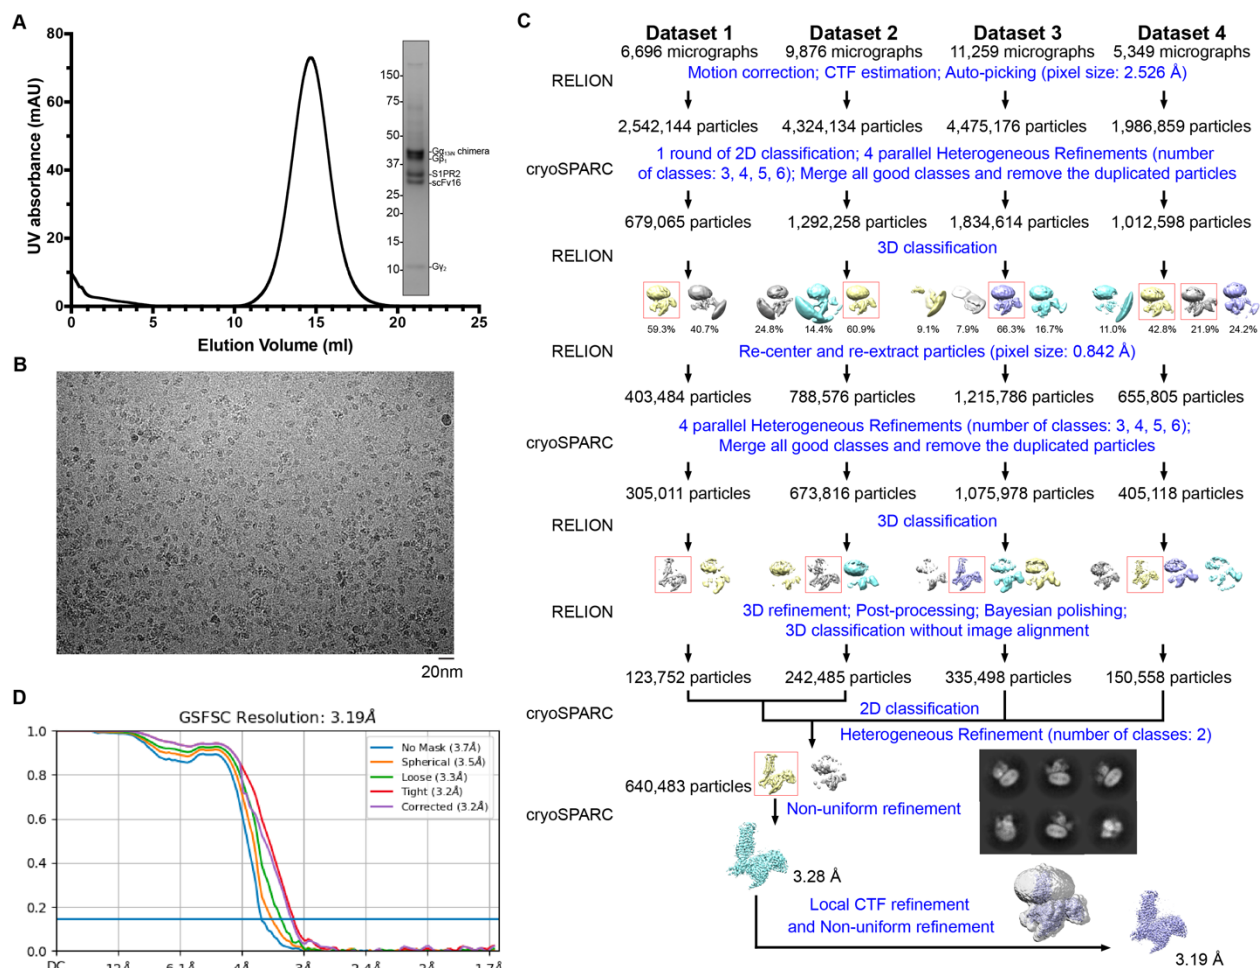 A
UV absorbance (mAU)
80
60
40
20
0
0 5 10 15 20 25
Elution Volume (ml)
150
75
50
37
25
20
15
10
Gα13iN chimera
Gβ1
S1PR2
scFv16
Gγ2
B
20nm
D
GSFSC Resolution: 3.19Å
1.0
0.8
0.6
0.4
0.2
0.0
No Mask (3.7Å)
Spherical (3.5Å)
Loose (3.3Å)
Tight (3.2Å)
Corrected (3.2Å)
DC 12Å 6.1Å 4Å 3Å 2.4Å 2Å 1.7Å
C
Dataset 1 Dataset 2 Dataset 3 Dataset 4
6,696 micrographs 9,876 micrographs 11,259 micrographs 5,349 micrographs
RELION Motion correction; CTF estimation; Auto-picking (pixel size: 2.526 Å)
2,542,144 particles 4,324,134 particles 4,475,176 particles 1,986,859 particles
cryoSPARC
1 round of 2D classification; 4 parallel Heterogeneous Refinements (number
of classes: 3, 4, 5, 6); Merge all good classes and remove the duplicated particles
679,065 particles 1,292,258 particles 1,834,614 particles 1,012,598 particles
RELION 3D classification
59.3% 40.7% 24.8% 14.4% 60.9% 9.1% 7.9% 66.3% 16.7% 11.0% 42.8% 21.9% 24.2%
RELION Re-center and re-extract particles (pixel size: 0.842 Å)
403,484 particles 788,576 particles 1,215,786 particles 655,805 particles
cryoSPARC
4 parallel Heterogeneous Refinements (number of classes: 3, 4, 5, 6);
Merge all good classes and remove the duplicated particles
305,011 particles 673,816 particles 1,075,978 particles 405,118 particles
RELION 3D classification
RELION
3D refinement; Post-processing; Bayesian polishing;
3D classification without image alignment
123,752 particles 242,485 particles 335,498 particles 150,558 particles
cryoSPARC 2D classification
Heterogeneous Refinement (number of classes: 2)
640,483 particles
cryoSPARC Non-uniform refinement
3.28 Å
Local CTF refinement
and Non-uniform refinement
3.19 Å